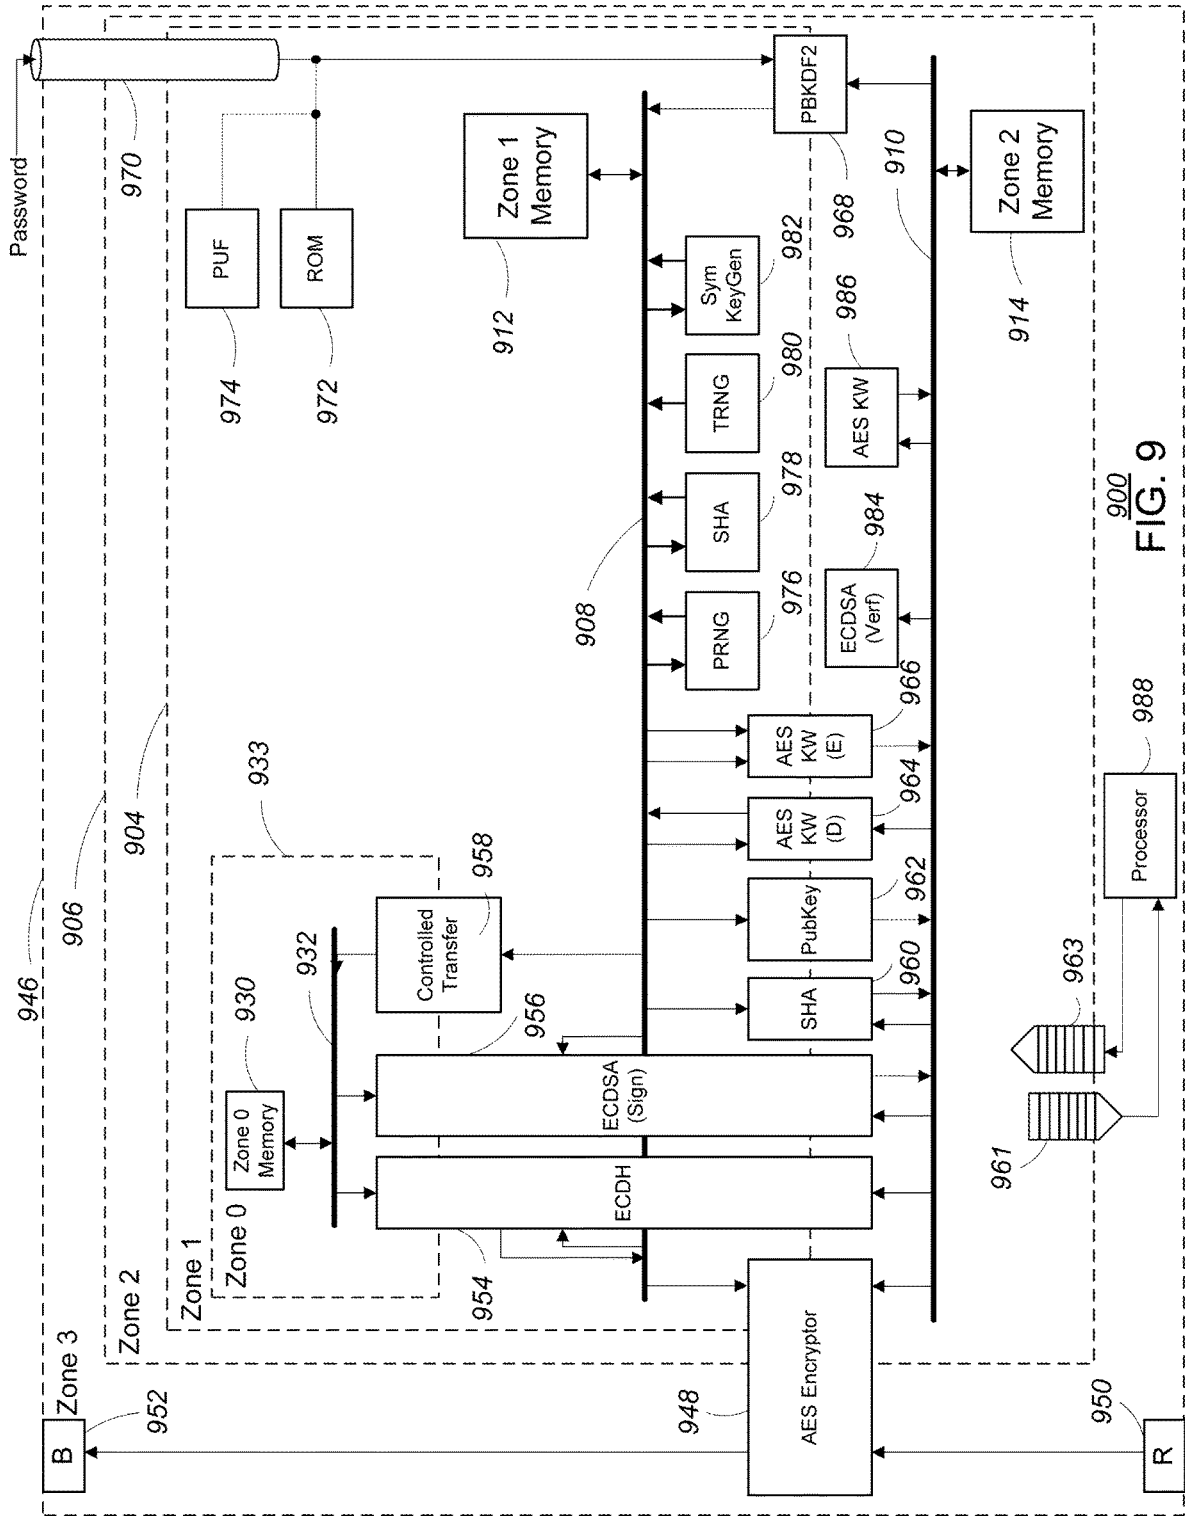 Password
970
PUF
974
ROM
972
Zone 1
Memory
912
PBKDF2
968
910
Zone 2
Memory
914
Sym
KeyGen
982
TRNG
980
SHA
978
PRNG
976
908
AES KW
986
ECDSA
(Verf)
984
AES
KW
(E)
966
AES
KW
(D)
964
PubKey
962
SHA
960
933
904
906
946
Controlled
Transfer
958
932
930
Zone 0
Memory
956
ECDSA
(Sign)
ECDH
954
Zone 0
Zone 1
Zone 2
Zone 3
B
952
AES Encryptor
948
R
950
961
963
Processor
988
900
FIG. 9